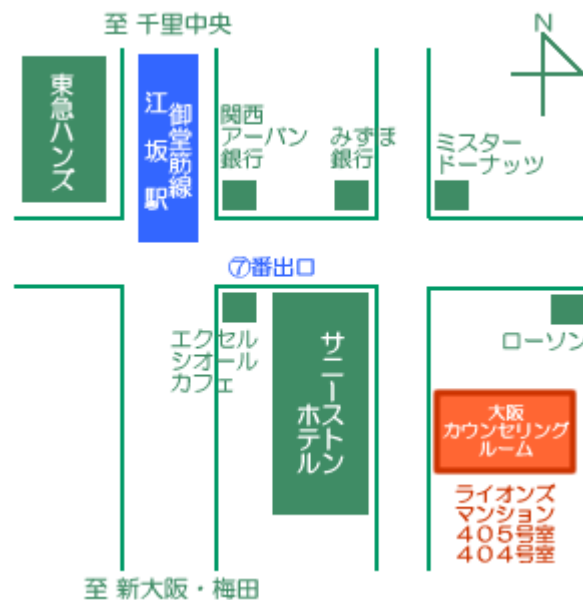 至 千里中央
N
東急ハンズ
御堂筋線
江坂駅
関西
アーバン
銀行
みずほ
銀行
ミスター
ドーナッツ
⑦番出口
エクセル
シオール
カフェ
サニーストン
ホテル
ローソン
大阪
カウンセリング
ルーム
ライオンズ
マンション
405号室
404号室
至 新大阪・梅田